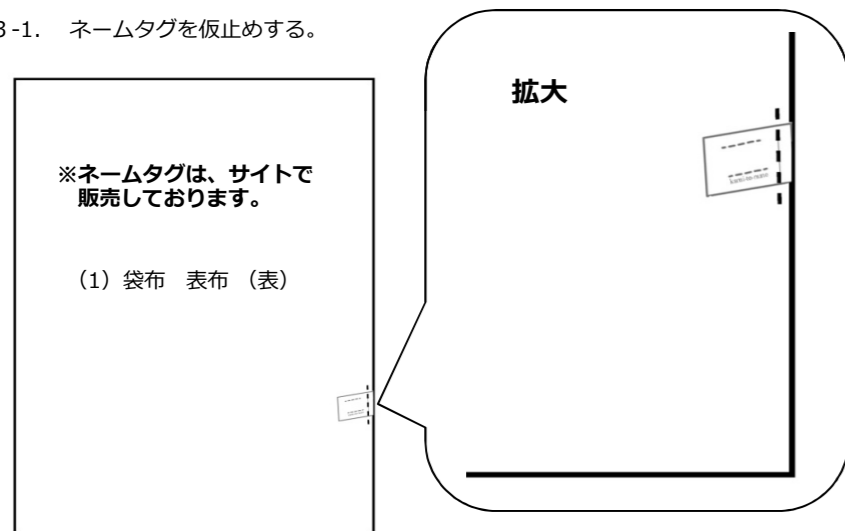 3-1.　ネームタグを仮止めする。
拡大
※ネームタグは、サイトで
販売しております。
（1）袋布　表布　（表）